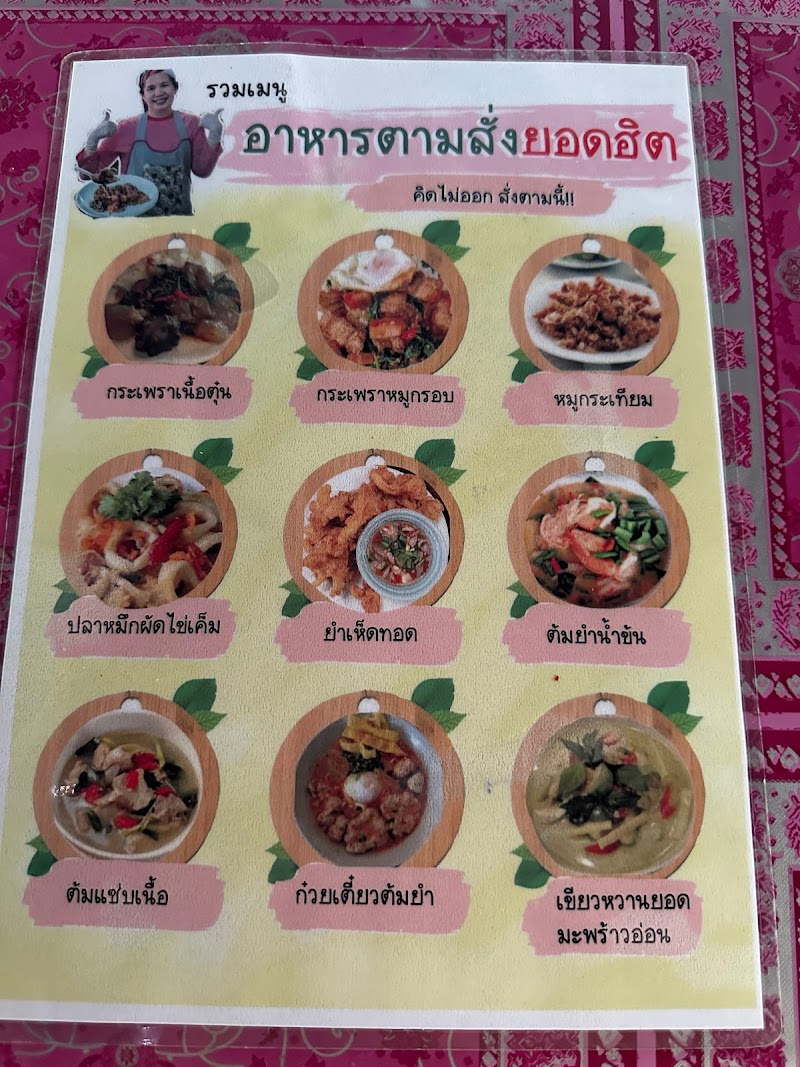 รวมเมนู
อาหารตามสั่งยอดฮิต
คิดไม่ออก สั่งตามนี้!!
กระเพราเนื้อตุ๋น
กระเพราหมูกรอบ
หมูกระเทียม
ปลาหมึกผัดไข่เค็ม
ยำเห็ดทอด
ต้มยำน้ำข้น
ต้มแซ่บเนื้อ
ก๋วยเตี๋ยวต้มยำ
เขียวหวานยอด
มะพร้าวอ่อน